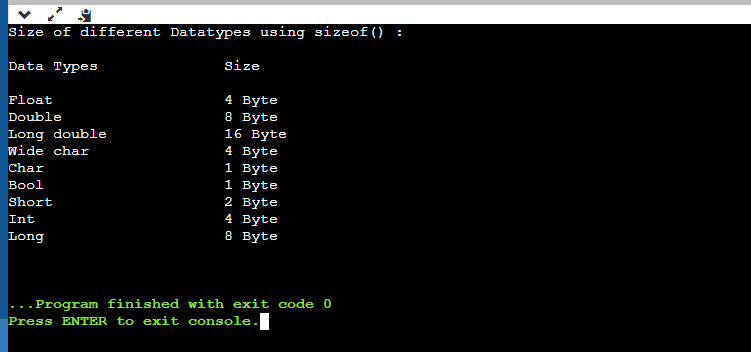 Size of different Datatypes using sizeof() :
Data Types Size
Float 4 Byte
Double 8 Byte
Long double 16 Byte
Wide char 4 Byte
Char 1 Byte
Bool 1 Byte
Short 2 Byte
Int 4 Byte
Long 8 Byte
...Program finished with exit code 0
Press ENTER to exit console.